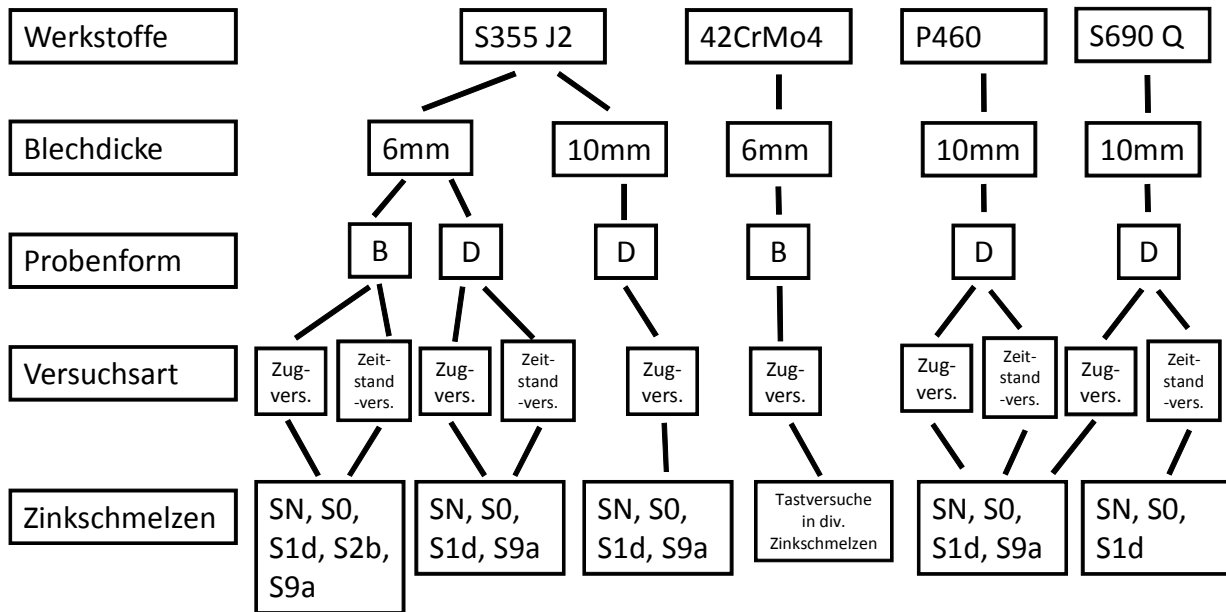 Werkstoffe
S355 J2
42CrMo4
P460
S690 Q
Blechdicke
6mm
10mm
6mm
10mm
10mm
Probenform
B
D
D
B
D
D
Versuchsart
Zug-
vers.
Zeit-
stand
-vers.
Zug-
vers.
Zeit-
stand
-vers.
Zug-
vers.
Zug-
vers.
Zug-
vers.
Zeit-
stand
-vers.
Zug-
vers.
Zeit-
stand
-vers.
Zinkschmelzen
SN, S0,
S1d, S2b,
S9a
SN, S0,
S1d, S9a
SN, S0,
S1d, S9a
Tastversuche
in div.
Zinkschmelzen
SN, S0,
S1d, S9a
SN, S0,
S1d